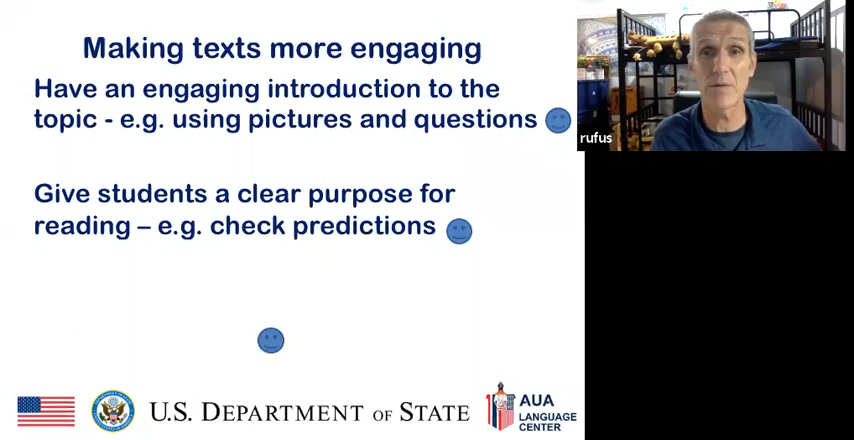 Making texts more engaging
Have an engaging introduction to the
topic - e.g. using pictures and questions
Give students a clear purpose for
reading – e.g. check predictions
U.S. DEPARTMENT OF STATE
AUA
LANGUAGE
CENTER
rufus